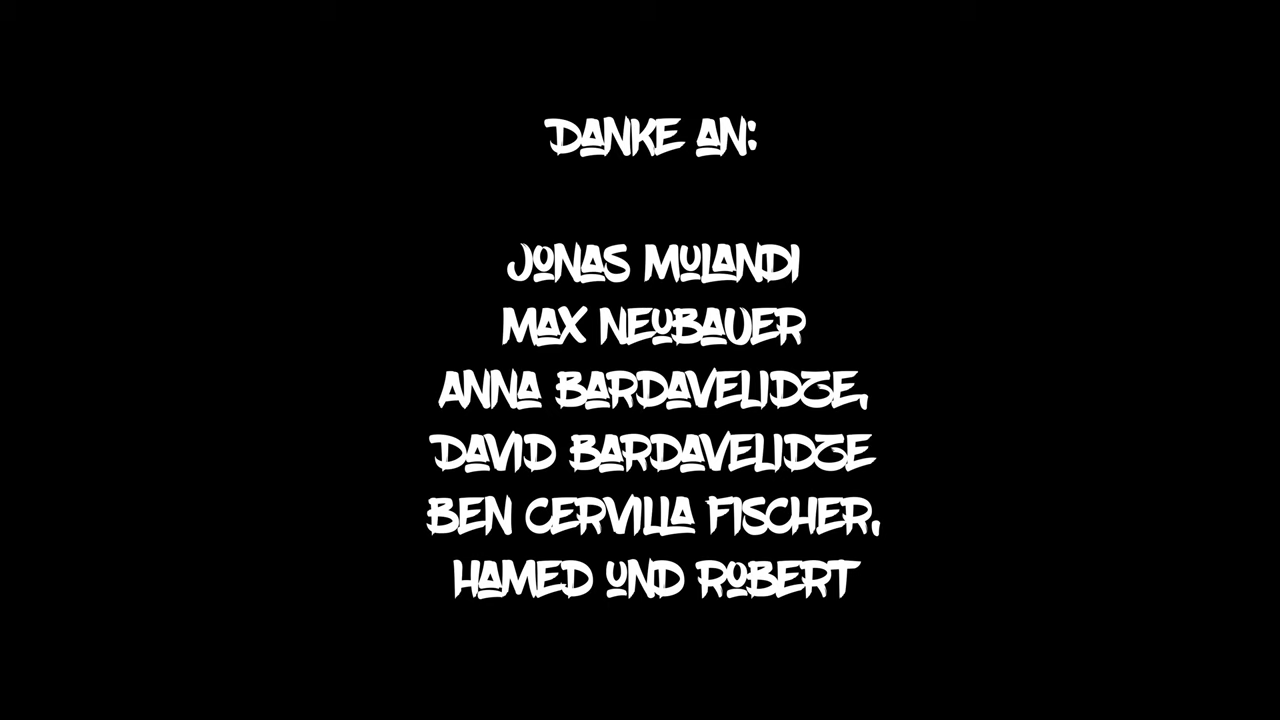 DANKE AN:
JONAS MULANDI
MAX NEUBAUER
ANNA BARDAVELIDZE,
DAVID BARDAVELIDZE
BEN CERVILLA FISCHER,
HAMED UND ROBERT